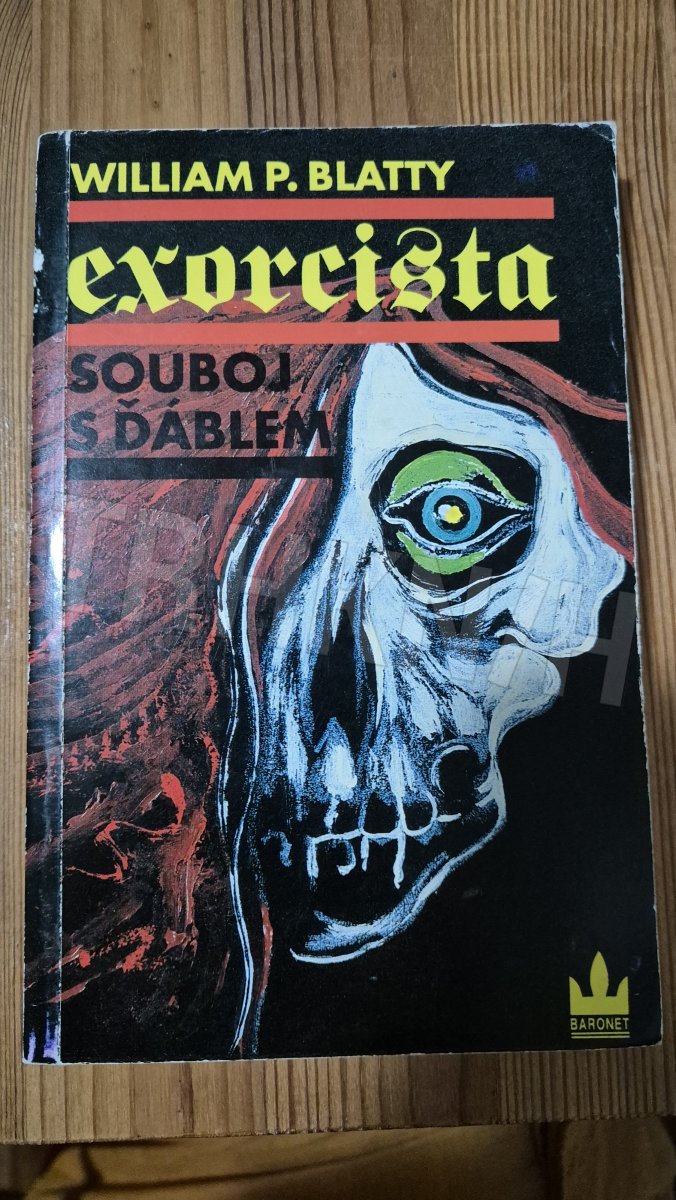 WILLIAM P. BLATTY
exorcista
SOUBOJ
S ĎÁBLEM
BARONET